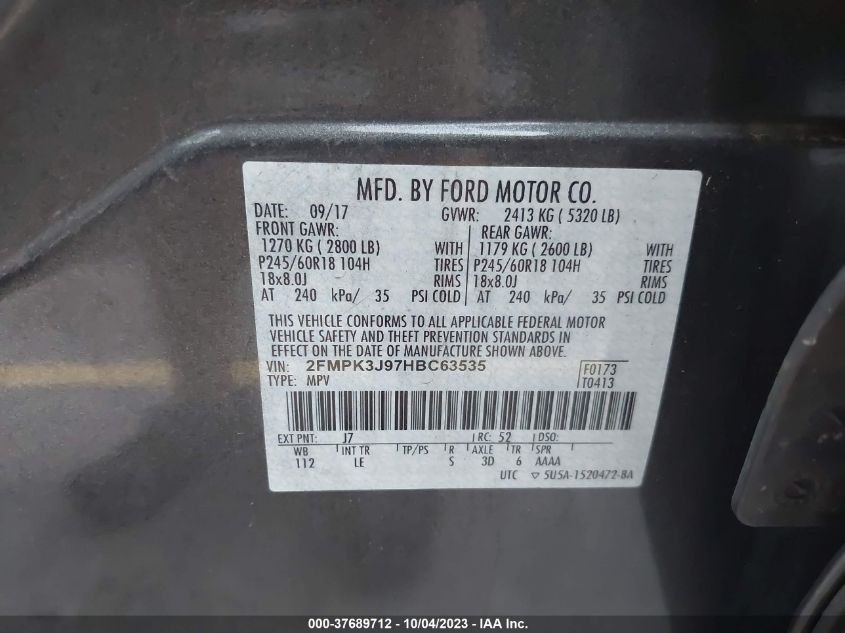 MFD. BY FORD MOTOR CO.
DATE: 09/17 GVWR: 2413 KG ( 5320 LB)
FRONT GAWR: REAR GAWR:
1270 KG ( 2800 LB) WITH 1179 KG ( 2600 LB) WITH
P245/60R18 104H TIRES P245/60R18 104H TIRES
18x8.0J RIMS 18x8.0J RIMS
AT 240 kPa/ 35 PSI COLD AT 240 kPa/ 35 PSI COLD
THIS VEHICLE CONFORMS TO ALL APPLICABLE FEDERAL MOTOR
VEHICLE SAFETY AND THEFT PREVENTION STANDARDS IN
EFFECT ON THE DATE OF MANUFACTURE SHOWN ABOVE.
VIN: 2FMPK3J97HBC63535 F0173
TYPE: MPV T0413
EXT PNT: J7 RC: 52 DSO:
WB INT TR TP/PS R AXLE TR SPR
112 LE S 3D 6 AAAA
UTC ▽ 5U5A-1520472-BA
000-37689712 - 10/04/2023 - IAA Inc.